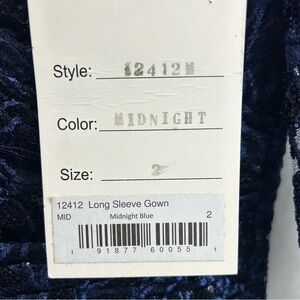 Style: 12412M
Color: MIDNIGHT
Size: 2
12412 Long Sleeve Gown
MID Midnight Blue 2
1 91877 60055 1